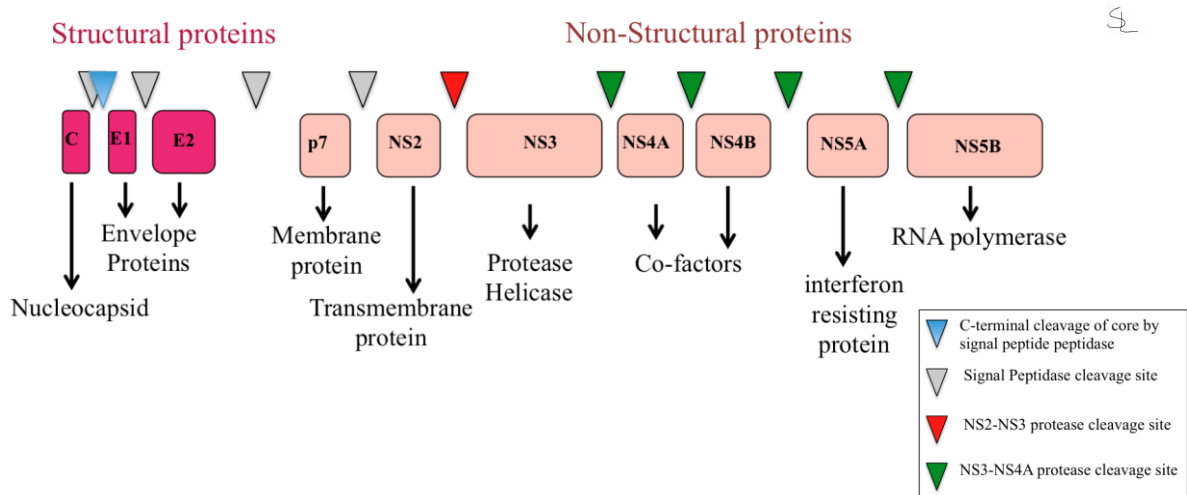 Structural proteins
Non-Structural proteins
SL
C
E1
E2
p7
NS2
NS3
NS4A
NS4B
NS5A
NS5B
Envelope
Proteins
Nucleocapsid
Membrane
protein
Transmembrane
protein
Protease
Helicase
Co-factors
interferon
resisting
protein
RNA polymerase
C-terminal cleavage of core by
signal peptide peptidase
Signal Peptidase cleavage site
NS2-NS3 protease cleavage site
NS3-NS4A protease cleavage site